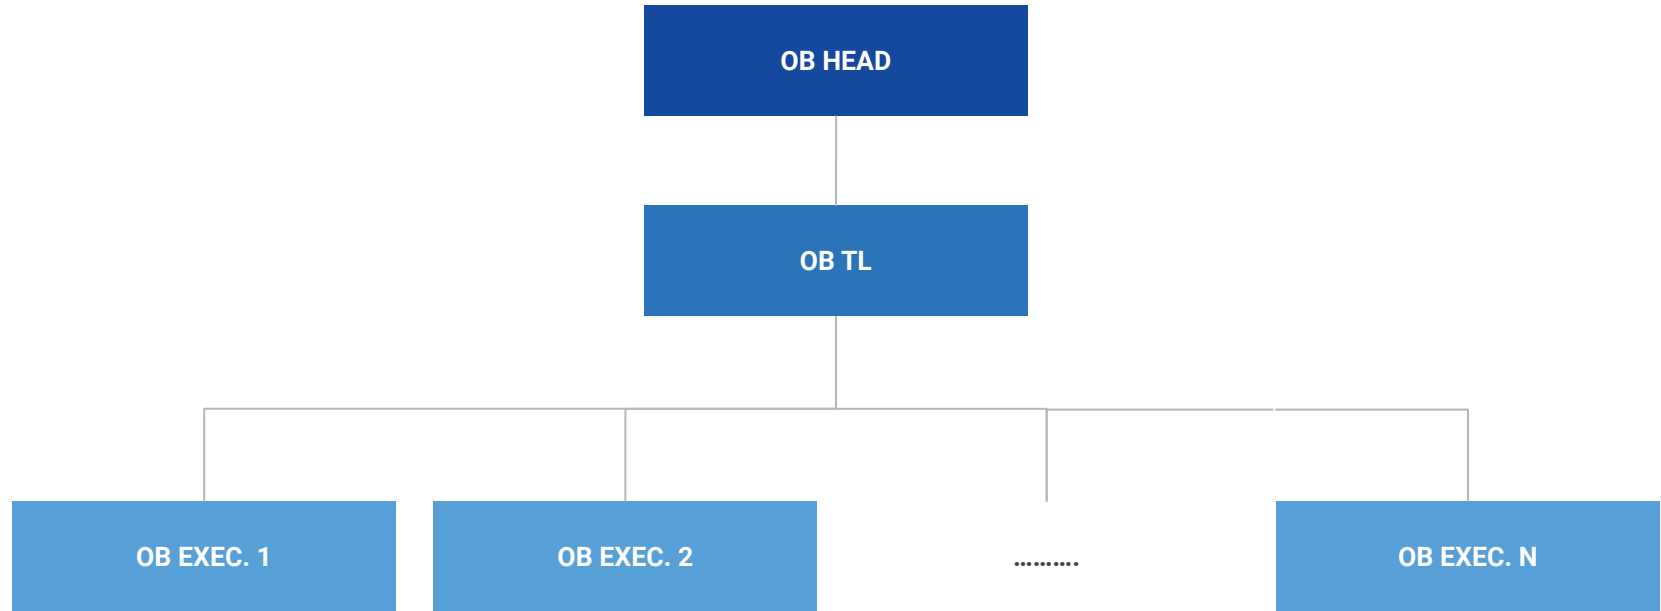 OB HEAD
OB TL
OB EXEC. 1
OB EXEC. 2
..........
OB EXEC. N